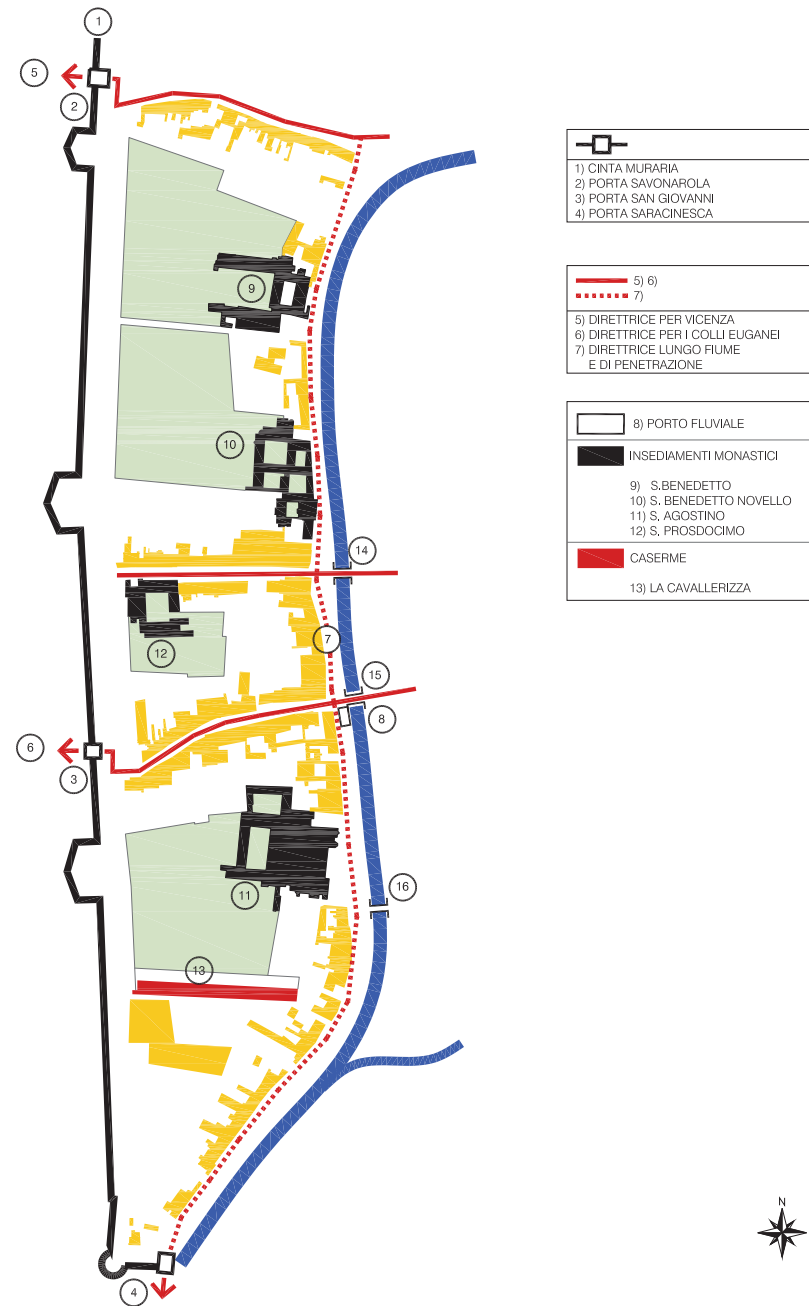 1
5
2
9
10
14
7
12
15
8
6
3
16
11
13
4
1) CINTA MURARIA
2) PORTA SAVONAROLA
3) PORTA SAN GIOVANNI
4) PORTA SARACINESCA
5) 6)
7)
5) DIRETTRICE PER VICENZA
6) DIRETTRICE PER I COLLI EUGANEI
7) DIRETTRICE LUNGO FIUME
E DI PENETRAZIONE
8) PORTO FLUVIALE
INSEDIAMENTI MONASTICI
9) S.BENEDETTO
10) S. BENEDETTO NOVELLO
11) S. AGOSTINO
12) S. PROSDOCIMO
CASERME
13) LA CAVALLERIZZA
N